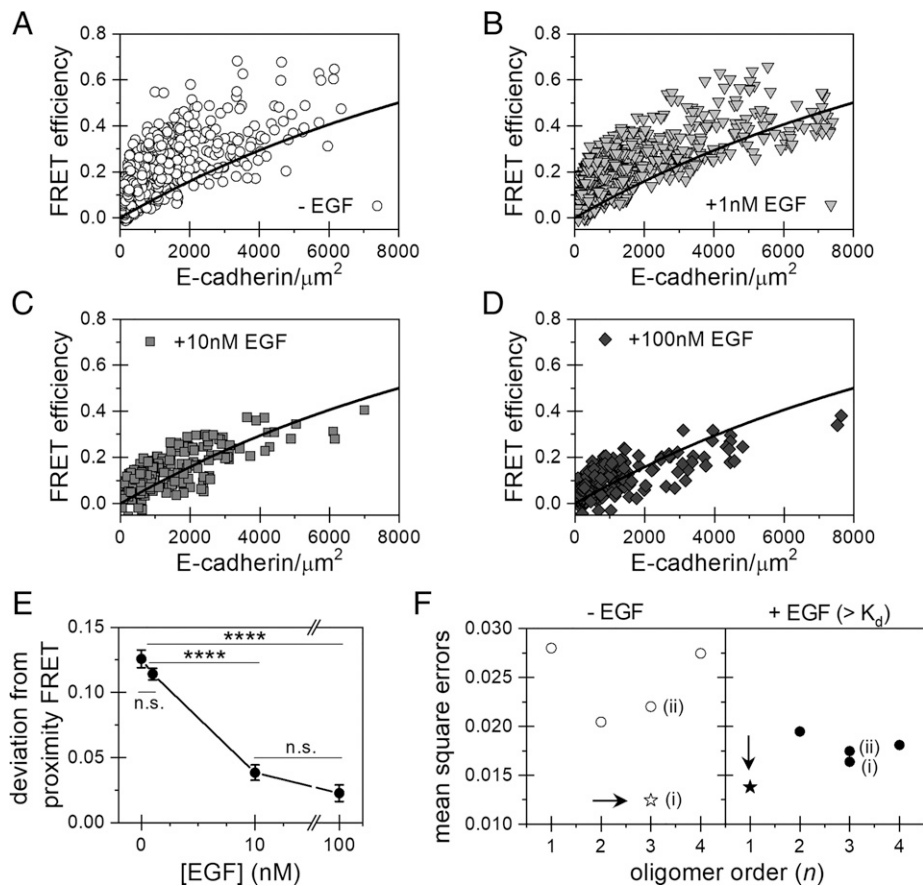 A
B
FRET efficiency
0.8
0.6
0.4
0.2
0.0
- EGF
0 2000 4000 6000 8000
E-cadherin/μm²
FRET efficiency
0.8
0.6
0.4
0.2
0.0
+1nM EGF
0 2000 4000 6000 8000
E-cadherin/μm²
C
D
FRET efficiency
0.8
0.6
0.4
0.2
0.0
+10nM EGF
0 2000 4000 6000 8000
E-cadherin/μm²
FRET efficiency
0.8
0.6
0.4
0.2
0.0
+100nM EGF
0 2000 4000 6000 8000
E-cadherin/μm²
E
deviation from
proximity FRET
0.15
0.10
0.05
0.00
****
****
n.s.
n.s.
0 10 100
[EGF] (nM)
F
- EGF
+ EGF (> Kd)
mean square errors
0.030
0.025
0.020
0.015
0.010
(ii)
(i)
(ii)
(i)
1 2 3 4 1 2 3 4
oligomer order (n)